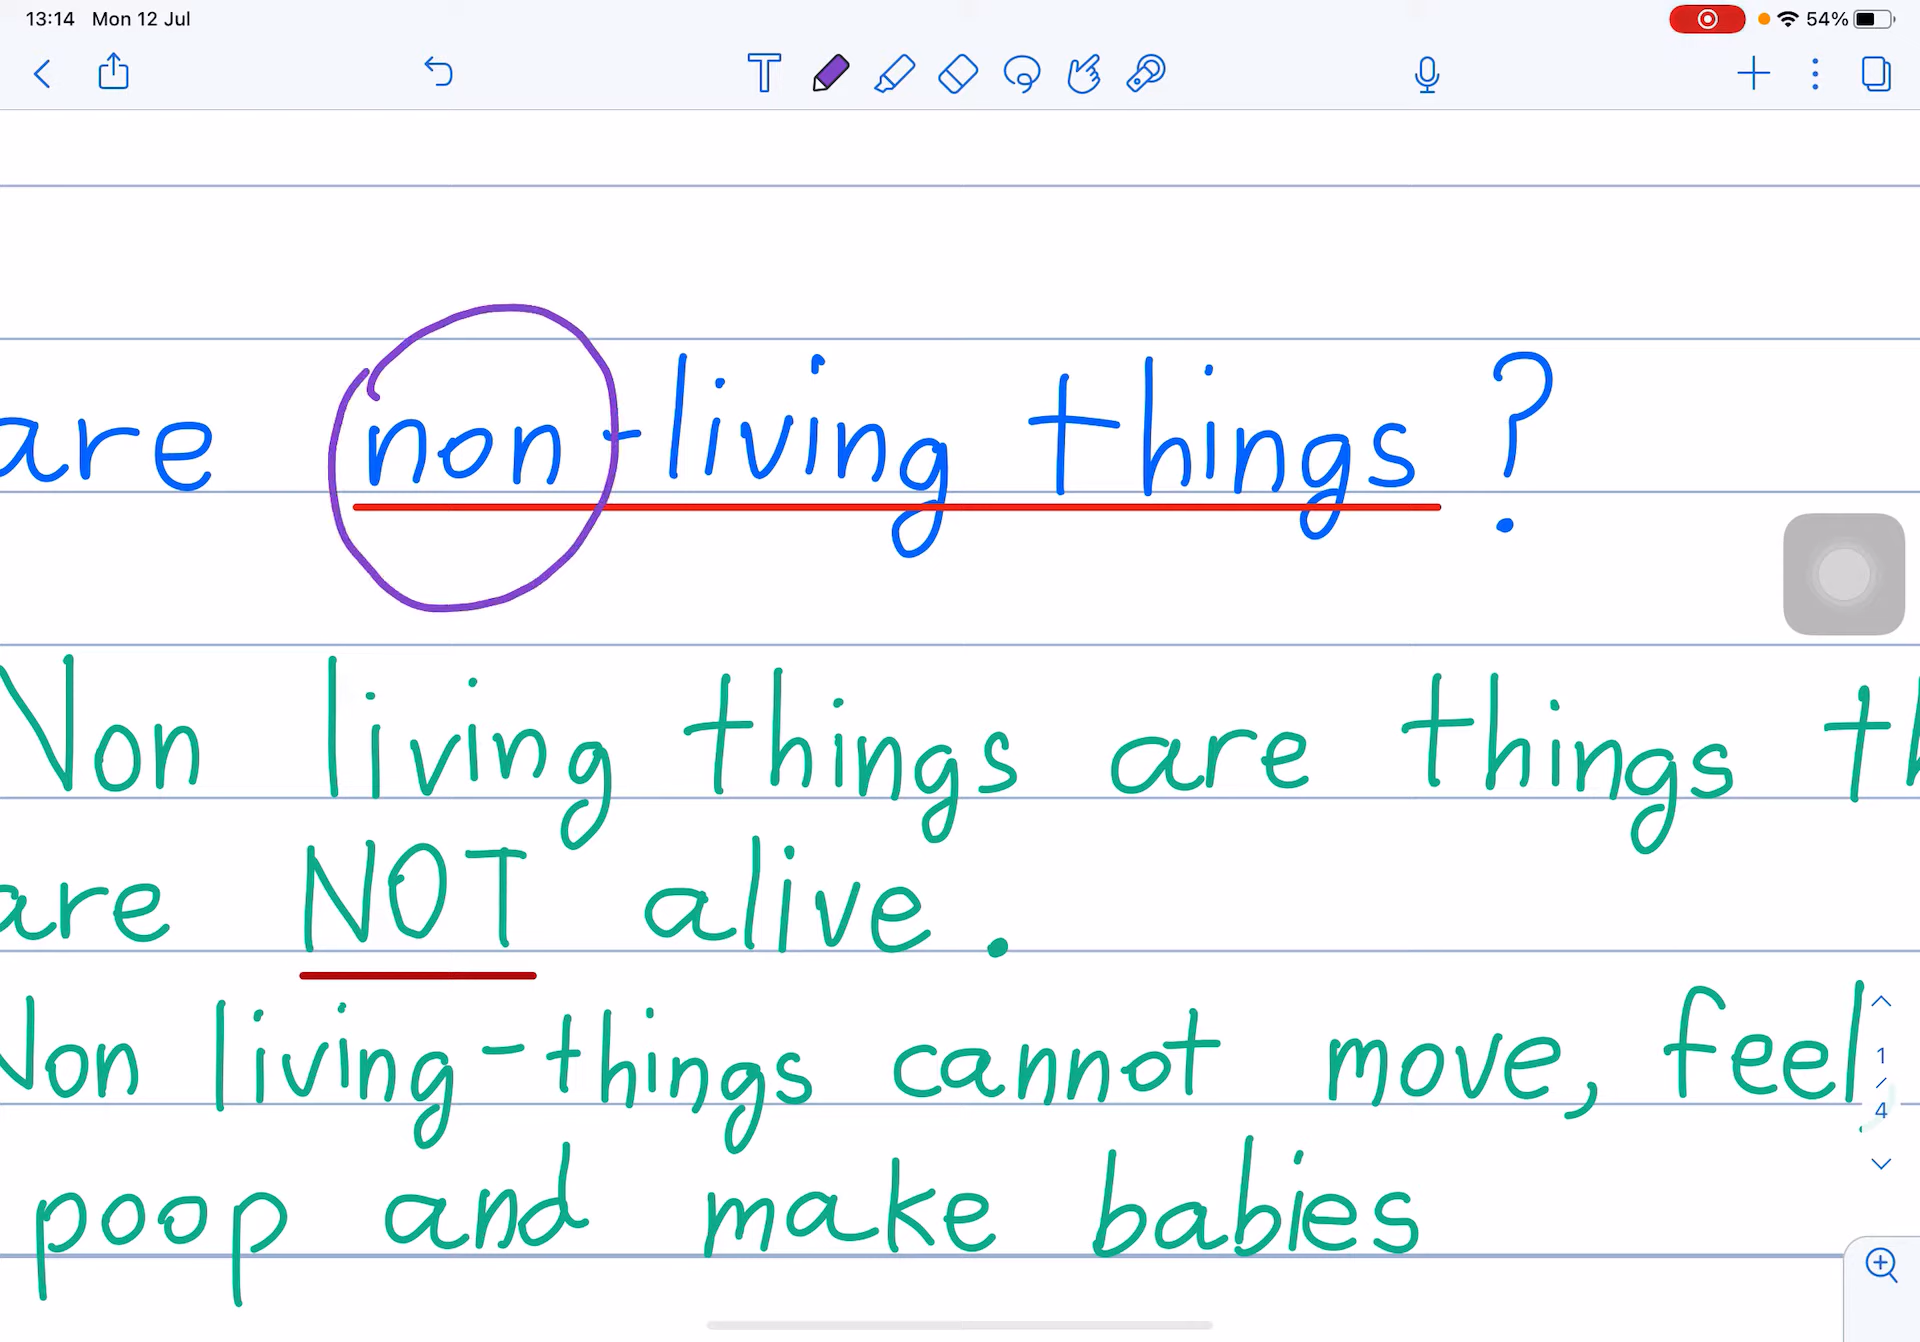 13:14 Mon 12 Jul 54%
T
are non-living things ?
Non living things are things th
are NOT alive.
Non living-things cannot move, feel,
poop and make babies
1
/
4